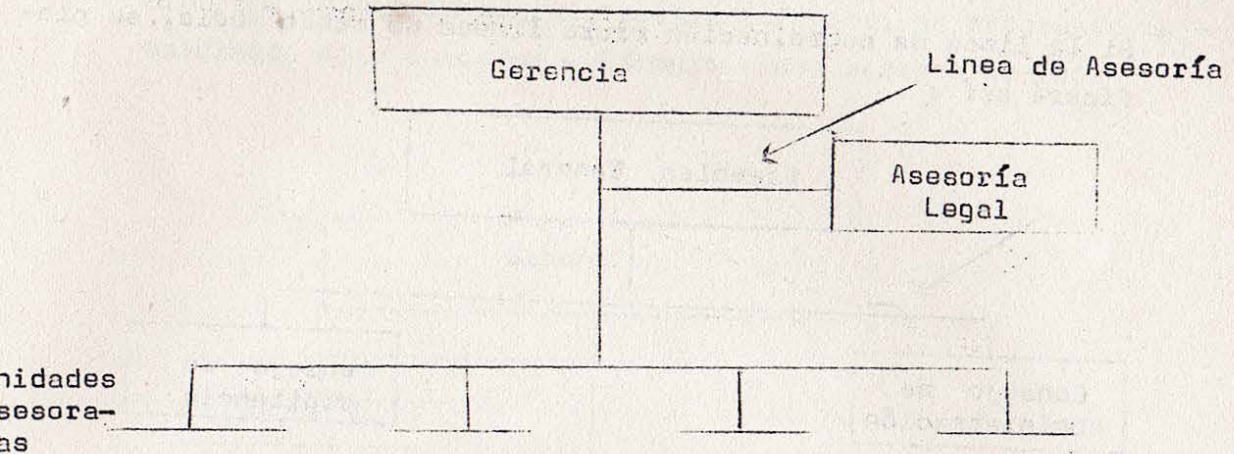 Gerencia
Linea de Asesoría
Asesoría
Legal
nidades
sesora-
as